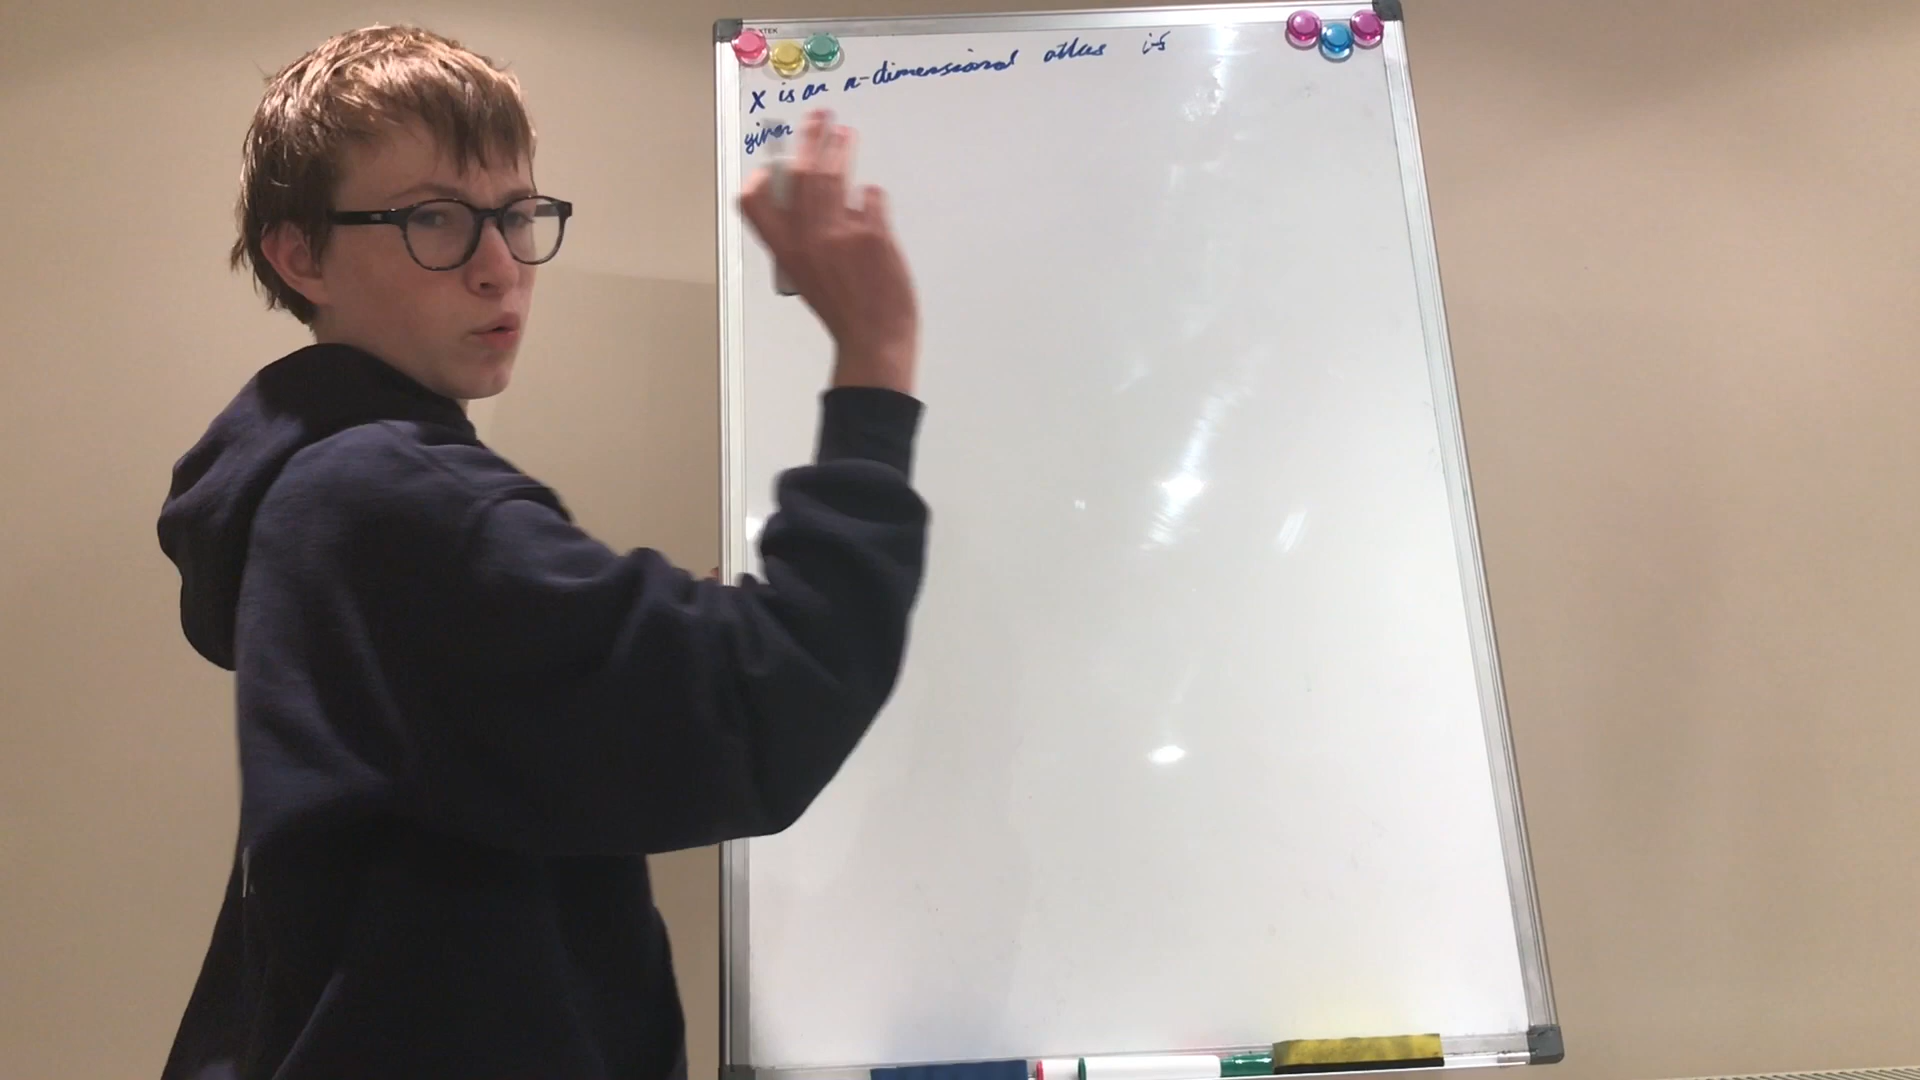 X is an n-dimensional atlas is
given